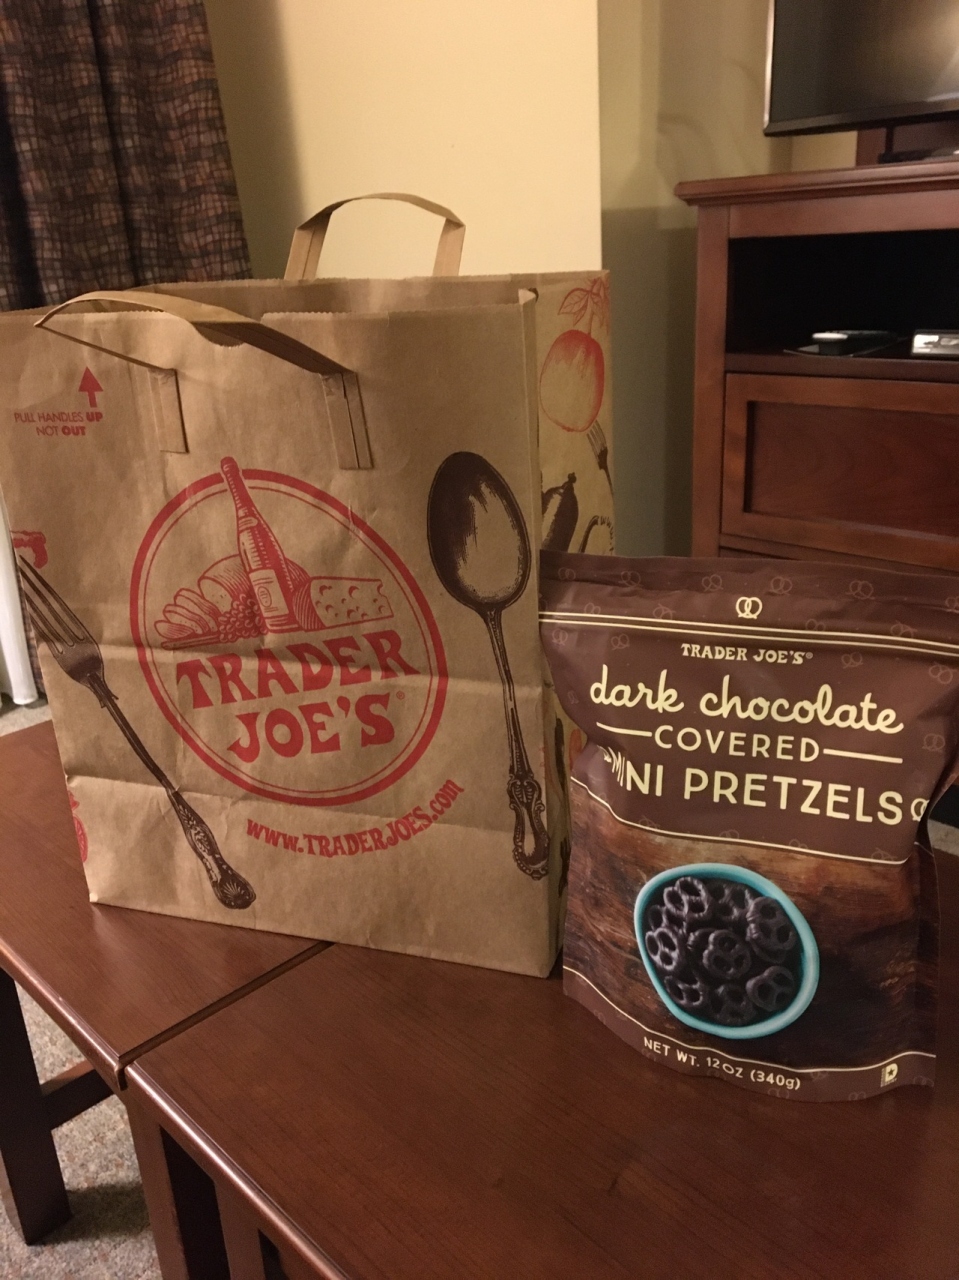 PULL HANDLES UP
NOT OUT
TRADER
JOE'S®
www.TRADERJOES.com
TRADER JOE'S®
dark chocolate
COVERED
MINI PRETZELS
NET WT. 12 OZ (340g)
D